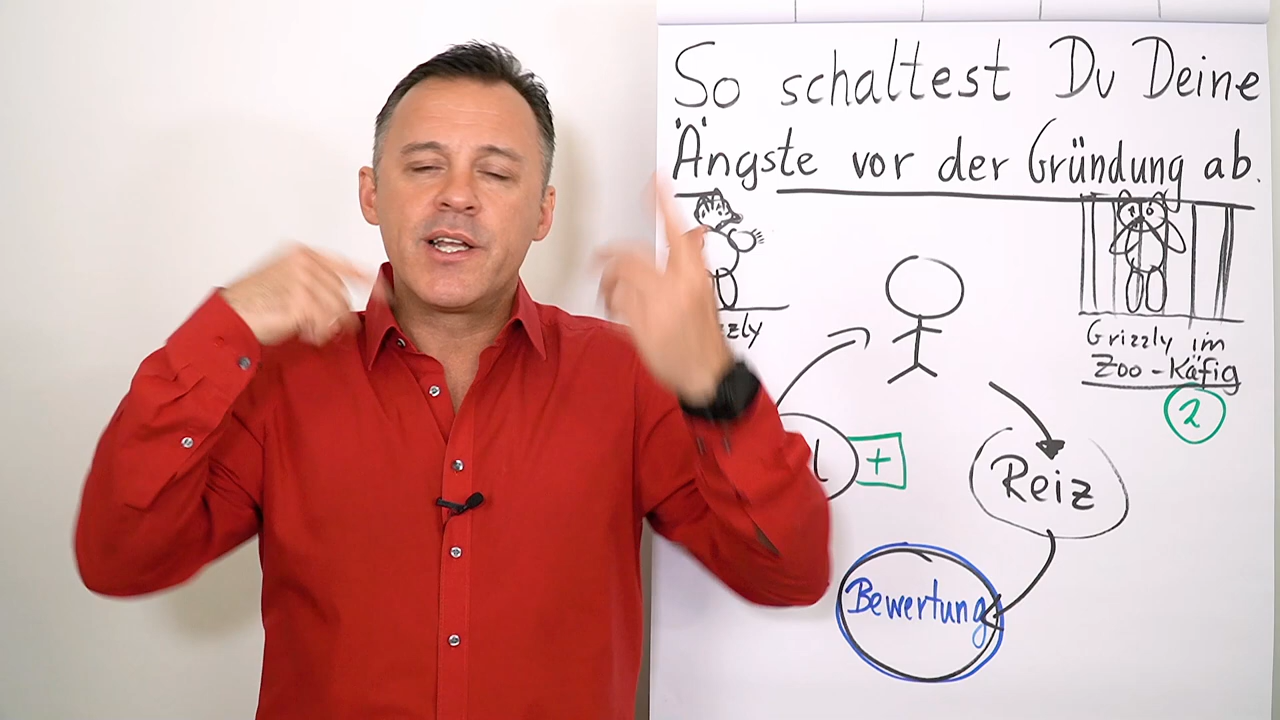 So schaltest Du Deine
Ängste vor der Gründung ab.
Grizzly im
Zoo-Käfig
2
+
Reiz
Bewertung